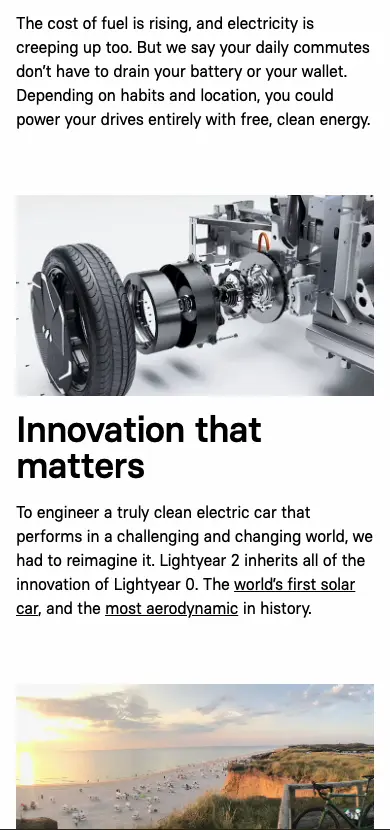 The cost of fuel is rising, and electricity is
creeping up too. But we say your daily commutes
don’t have to drain your battery or your wallet.
Depending on habits and location, you could
power your drives entirely with free, clean energy.
Innovation that
matters
To engineer a truly clean electric car that
performs in a challenging and changing world, we
had to reimagine it. Lightyear 2 inherits all of the
innovation of Lightyear 0. The world’s first solar
car, and the most aerodynamic in history.